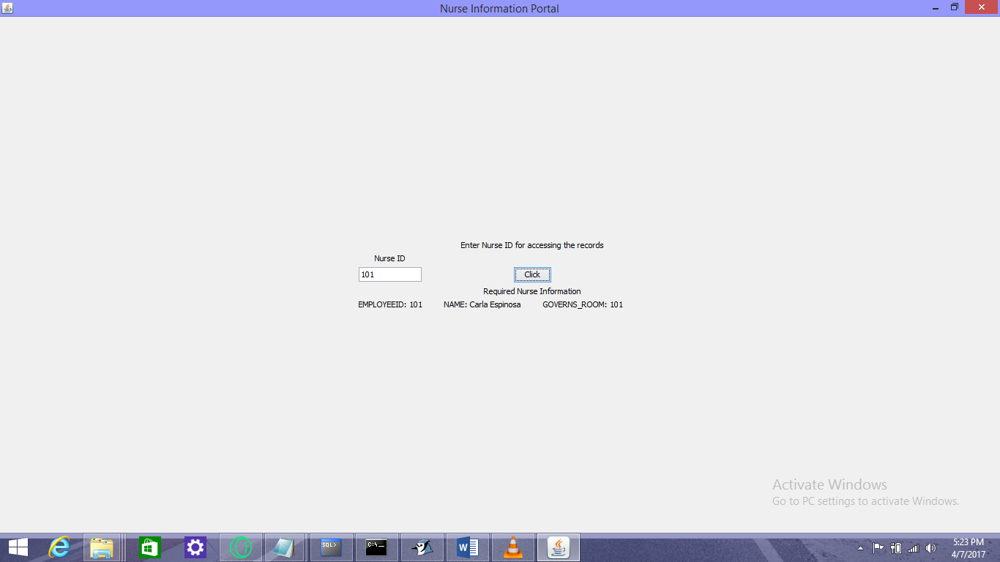 Nurse Information Portal
Enter Nurse ID for accessing the records
Nurse ID
101
Click
Required Nurse Information
EMPLOYEEID: 101 NAME: Carla Espinosa GOVERNS_ROOM: 101
Activate Windows
Go to PC settings to activate Windows.
SQL>
C:\.
5:23 PM
4/7/2017